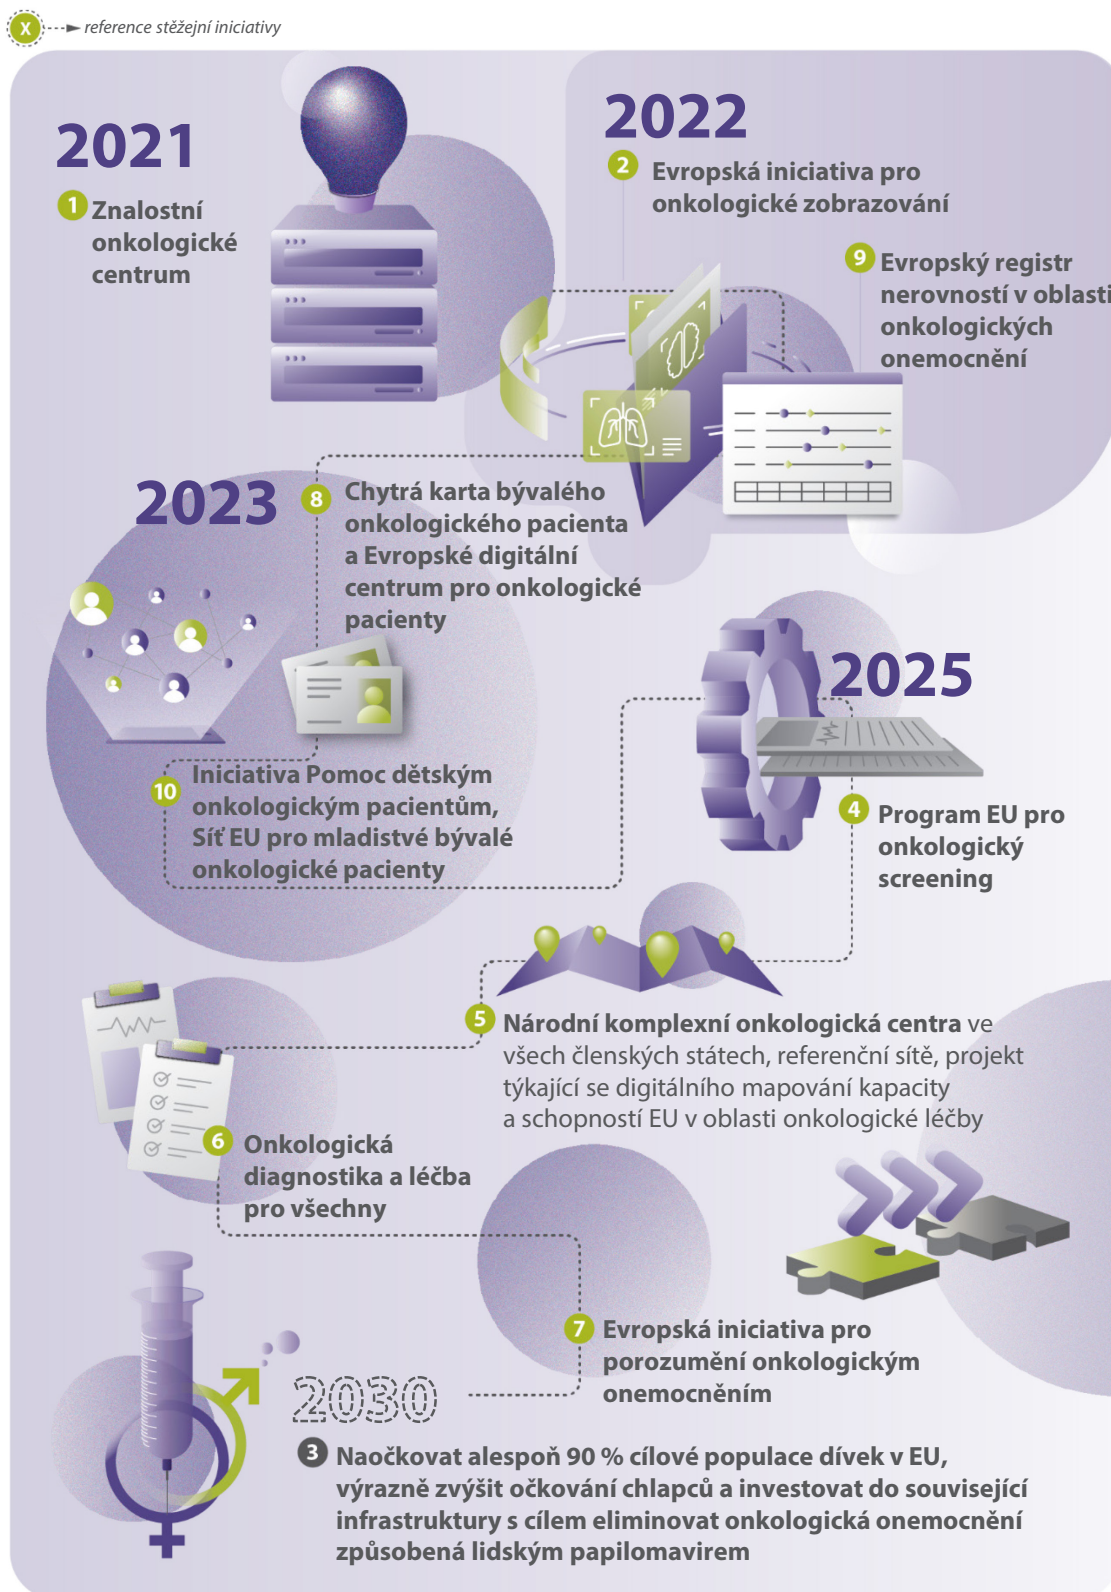 X reference stěžejní iniciativy
2021
1 Znalostní
onkologické
centrum
2022
2 Evropská iniciativa pro
onkologické zobrazování
9 Evropský registr
nerovností v oblasti
onkologických
onemocnění
2023
8 Chytrá karta bývalého
onkologického pacienta
a Evropské digitální
centrum pro onkologické
pacienty
10 Iniciativa Pomoc dětským
onkologickým pacientům,
Síť EU pro mladistvé bývalé
onkologické pacienty
2025
4 Program EU pro
onkologický
screening
5 Národní komplexní onkologická centra ve
všech členských státech, referenční sítě, projekt
týkající se digitálního mapování kapacity
a schopností EU v oblasti onkologické léčby
6 Onkologická
diagnostika a léčba
pro všechny
7 Evropská iniciativa pro
porozumění onkologickým
onemocněním
2030
3 Naočkovat alespoň 90 % cílové populace dívek v EU,
výrazně zvýšit očkování chlapců a investovat do související
infrastruktury s cílem eliminovat onkologická onemocnění
způsobená lidským papilomavirem